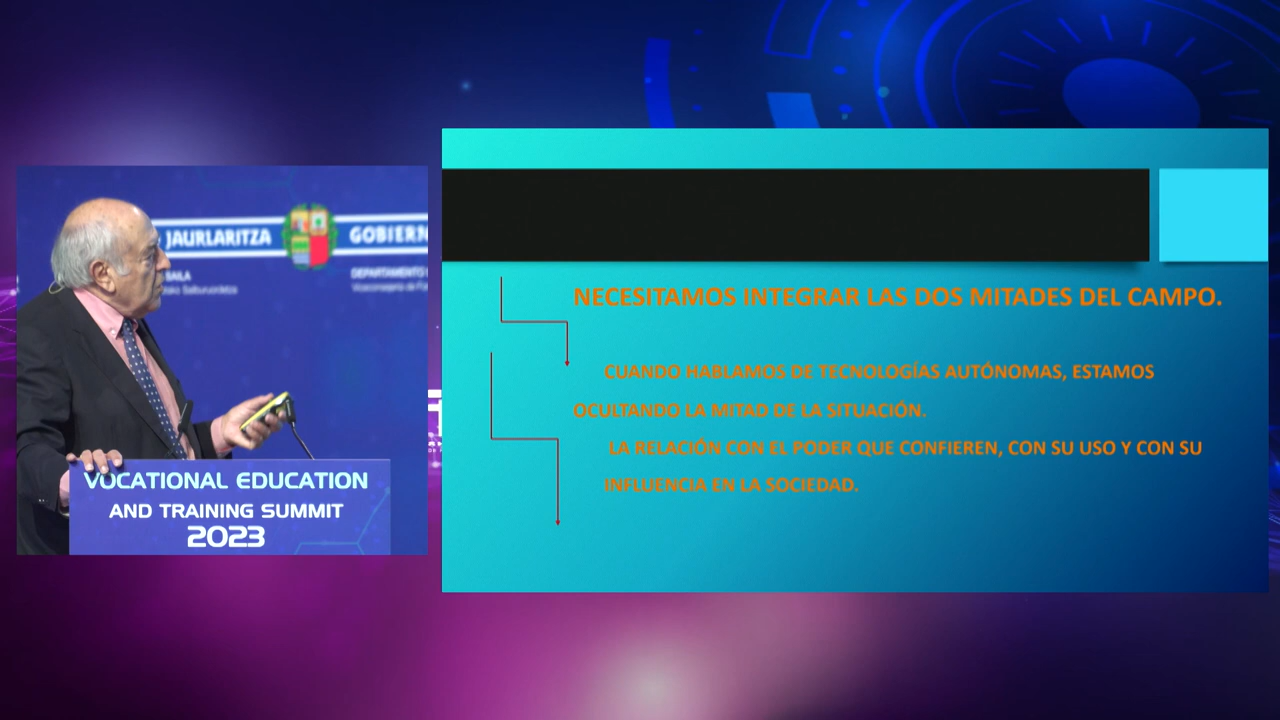 JAURLARITZA
GOBIERN
SAILA
DEPARTAMENTO
VOCATIONAL EDUCATION
AND TRAINING SUMMIT
2023
NECESITAMOS INTEGRAR LAS DOS MITADES DEL CAMPO.
CUANDO HABLAMOS DE TECNOLOGÍAS AUTÓNOMAS, ESTAMOS
OCULTANDO LA MITAD DE LA SITUACIÓN.
LA RELACIÓN CON EL PODER QUE CONFIEREN, CON SU USO Y CON SU
INFLUENCIA EN LA SOCIEDAD.